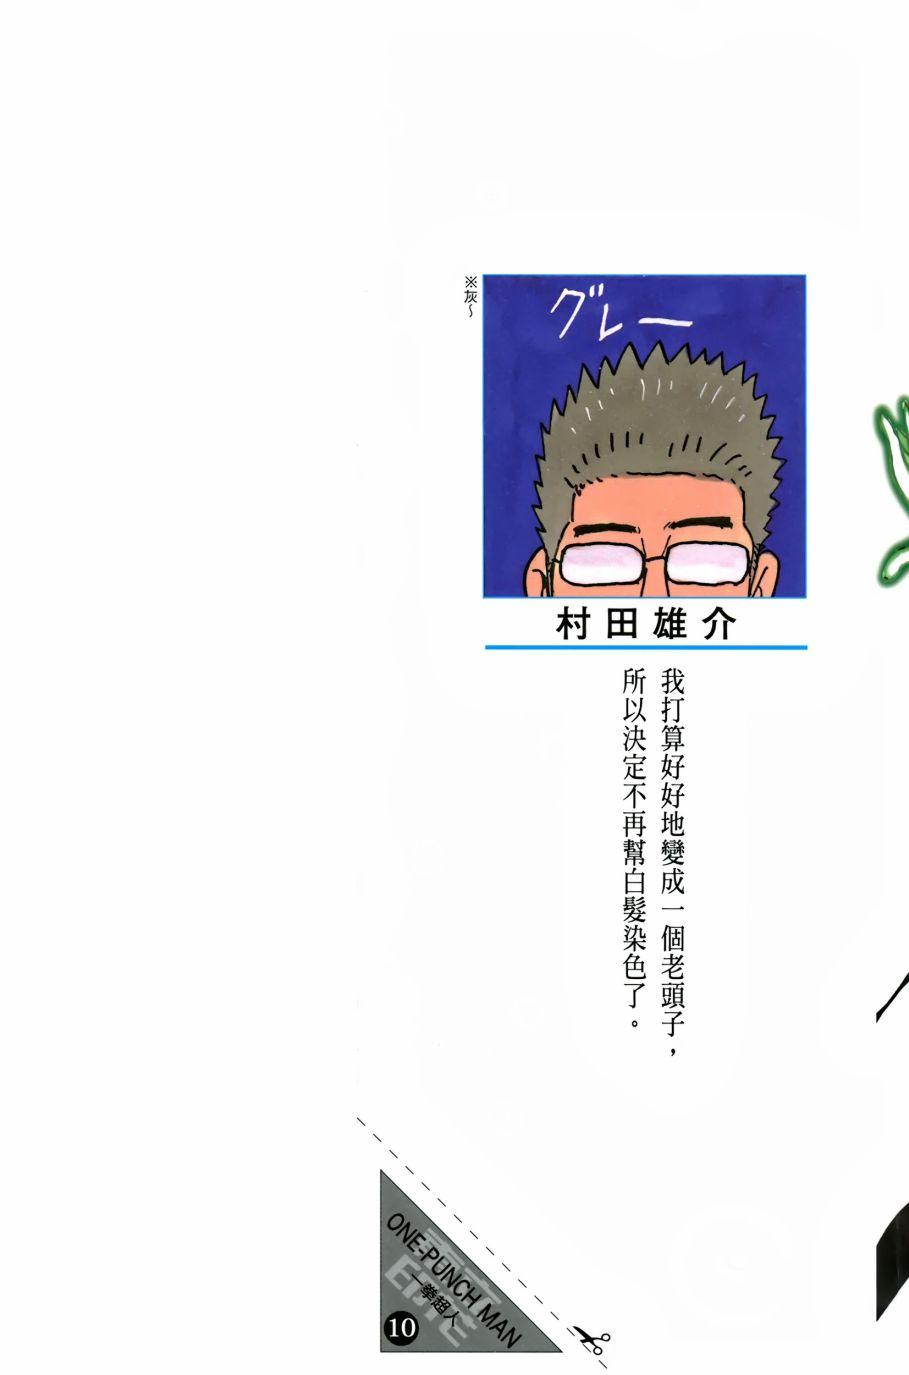 グレー
※灰～
村田雄介
我打算好好地變成一個老頭子，
所以決定不再幫白髮染色了。
ONE-PUNCH MAN
一拳超人
10